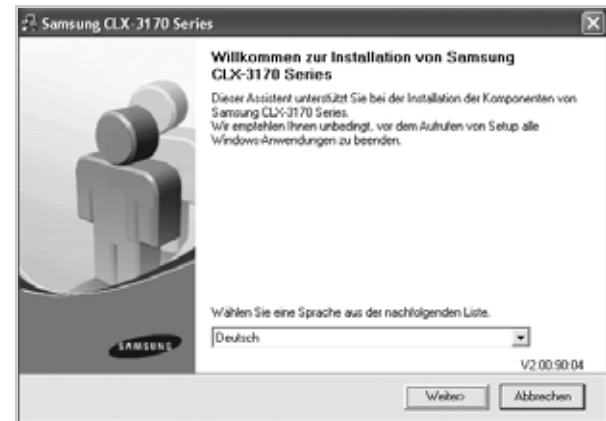 Samsung CLX-3170 Series
Willkommen zur Installation von Samsung
CLX-3170 Series
Dieser Assistent unterstützt Sie bei der Installation der Komponenten von
Samsung CLX-3170 Series.
Wir empfehlen Ihnen unbedingt, vor dem Aufrufen von Setup alle
Windows-Anwendungen zu beenden.
Wählen Sie eine Sprache aus der nachfolgenden Liste.
Deutsch
SAMSUNG
V2.00.90:04
Weiter>
Abbrechen